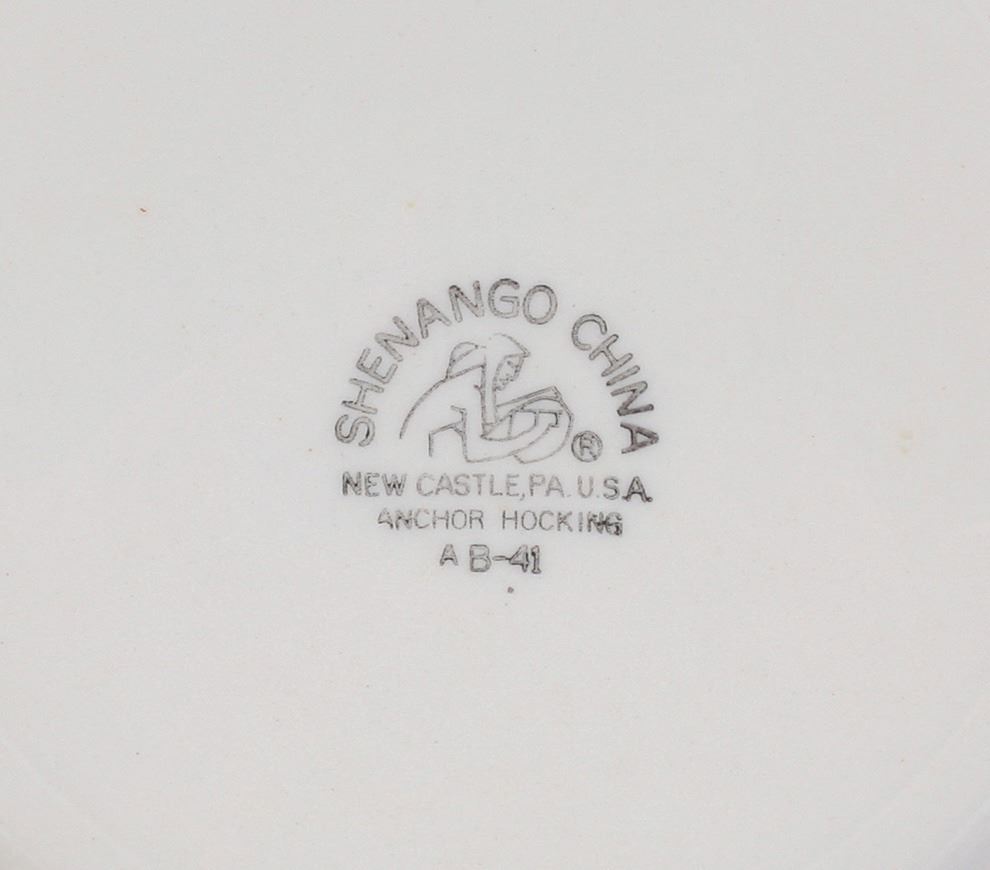 SHENANGO CHINA
®
NEW CASTLE, PA. U.S.A.
ANCHOR HOCKING
A B-41